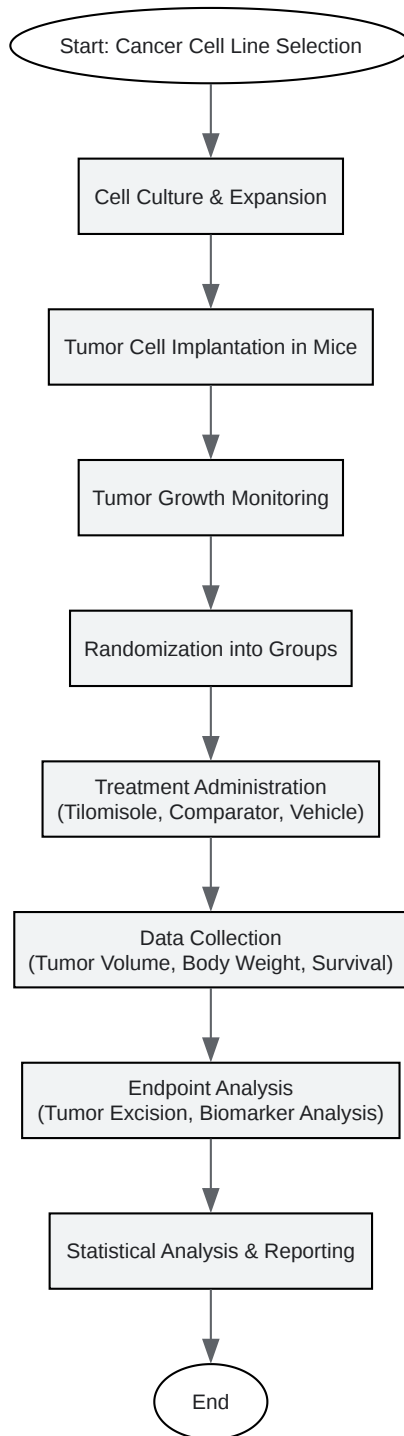 Start: Cancer Cell Line Selection
Cell Culture & Expansion
Tumor Cell Implantation in Mice
Tumor Growth Monitoring
Randomization into Groups
Treatment Administration
(Tilomisole, Comparator, Vehicle)
Data Collection
(Tumor Volume, Body Weight, Survival)
Endpoint Analysis
(Tumor Excision, Biomarker Analysis)
Statistical Analysis & Reporting
End